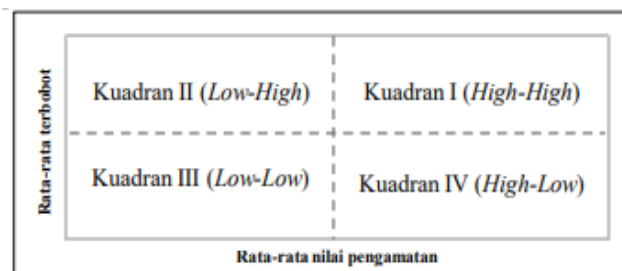 Rata-rata terbobot
Kuadran II (Low-High) Kuadran I (High-High)
Kuadran III (Low-Low) Kuadran IV (High-Low)
Rata-rata nilai pengamatan